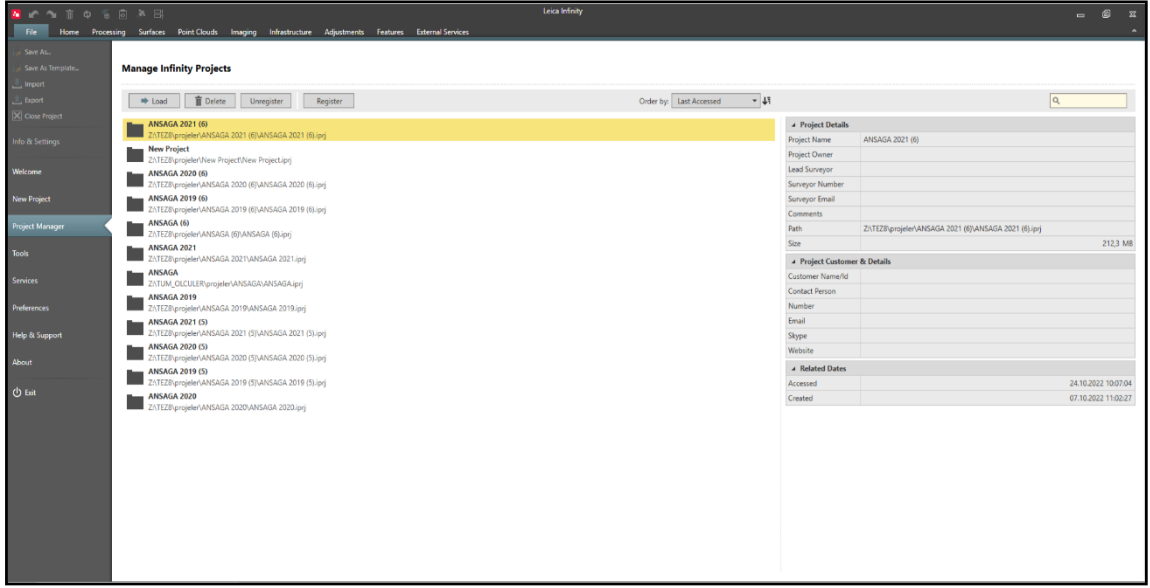 Leica Infinity
File Home Processing Surfaces Point Clouds Imaging Infrastructure Adjustments Features External Services
Save As...
Save As Template...
Import
Export
Close Project
Info & Settings
Welcome
New Project
Project Manager
Tools
Services
Preferences
Help & Support
About
Exit
Manage Infinity Projects
Load Delete Unregister Register Order by: Last Accessed
ANSAGA 2021 (6)
Z:\TEZ8\projeler\ANSAGA 2021 (6)\ANSAGA 2021 (6).iprj
New Project
Z:\TEZ8\projeler\New Project\New Project.iprj
ANSAGA 2020 (6)
Z:\TEZ8\projeler\ANSAGA 2020 (6)\ANSAGA 2020 (6).iprj
ANSAGA 2019 (6)
Z:\TEZ8\projeler\ANSAGA 2019 (6)\ANSAGA 2019 (6).iprj
ANSAGA (6)
Z:\TEZ8\projeler\ANSAGA (6)\ANSAGA (6).iprj
ANSAGA 2021
Z:\TEZ8\projeler\ANSAGA 2021\ANSAGA 2021.iprj
ANSAGA
Z:\TUM_OLCULER\projeler\ANSAGA\ANSAGA.iprj
ANSAGA 2019
Z:\TEZ8\projeler\ANSAGA 2019\ANSAGA 2019.iprj
ANSAGA 2021 (5)
Z:\TEZ8\projeler\ANSAGA 2021 (5)\ANSAGA 2021 (5).iprj
ANSAGA 2020 (5)
Z:\TEZ8\projeler\ANSAGA 2020 (5)\ANSAGA 2020 (5).iprj
ANSAGA 2019 (5)
Z:\TEZ8\projeler\ANSAGA 2019 (5)\ANSAGA 2019 (5).iprj
ANSAGA 2020
Z:\TEZ8\projeler\ANSAGA 2020\ANSAGA 2020.iprj
Project Details
Project Name ANSAGA 2021 (6)
Project Owner
Lead Surveyor
Surveyor Number
Surveyor Email
Comments
Path Z:\TEZ8\projeler\ANSAGA 2021 (6)\ANSAGA 2021 (6).iprj
Size 212,3 MB
Project Customer & Details
Customer Name/Id
Contact Person
Number
Email
Skype
Website
Related Dates
Accessed 24.10.2022 10:07:04
Created 07.10.2022 11:02:27